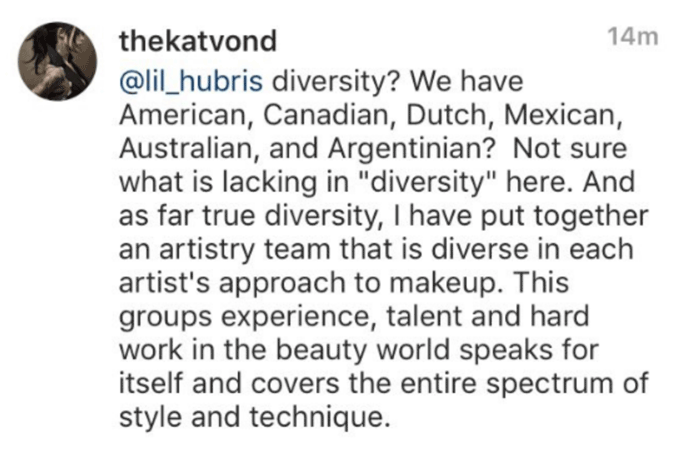 thekatvond 14m
@lil_hubris diversity? We have
American, Canadian, Dutch, Mexican,
Australian, and Argentinian?  Not sure
what is lacking in "diversity" here. And
as far true diversity, I have put together
an artistry team that is diverse in each
artist's approach to makeup. This
groups experience, talent and hard
work in the beauty world speaks for
itself and covers the entire spectrum of
style and technique.